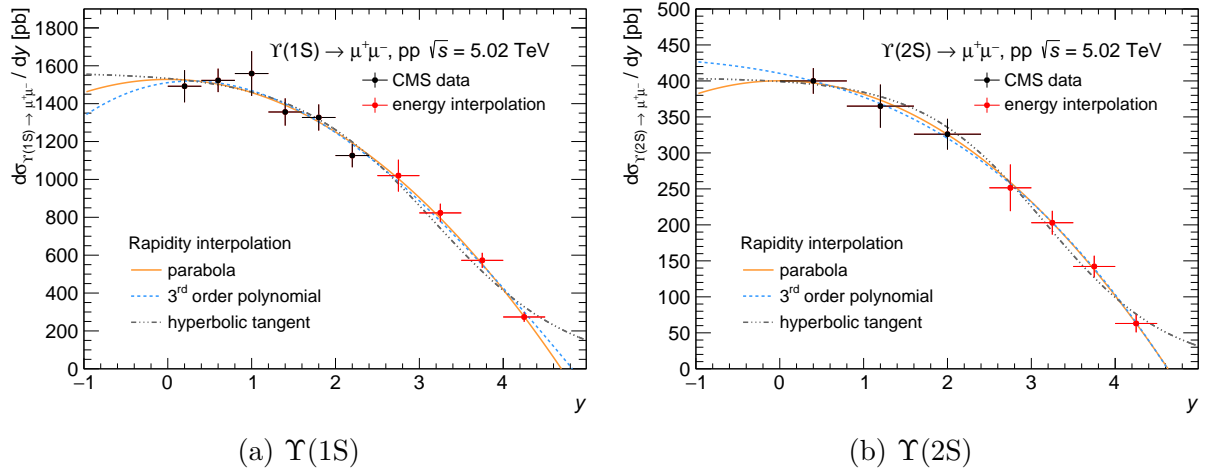 dσ_ϒ(1S) → μ⁺μ⁻ / dy [pb]
1800
1600
1400
1200
1000
800
600
400
200
0
ϒ(1S) → μ⁺μ⁻, pp √s = 5.02 TeV
CMS data
energy interpolation
Rapidity interpolation
parabola
3rd order polynomial
hyperbolic tangent
−1 0 1 2 3 4
y
(a) ϒ(1S)
dσ_ϒ(2S) → μ⁺μ⁻ / dy [pb]
500
450
400
350
300
250
200
150
100
50
0
ϒ(2S) → μ⁺μ⁻, pp √s = 5.02 TeV
CMS data
energy interpolation
Rapidity interpolation
parabola
3rd order polynomial
hyperbolic tangent
−1 0 1 2 3 4
y
(b) ϒ(2S)